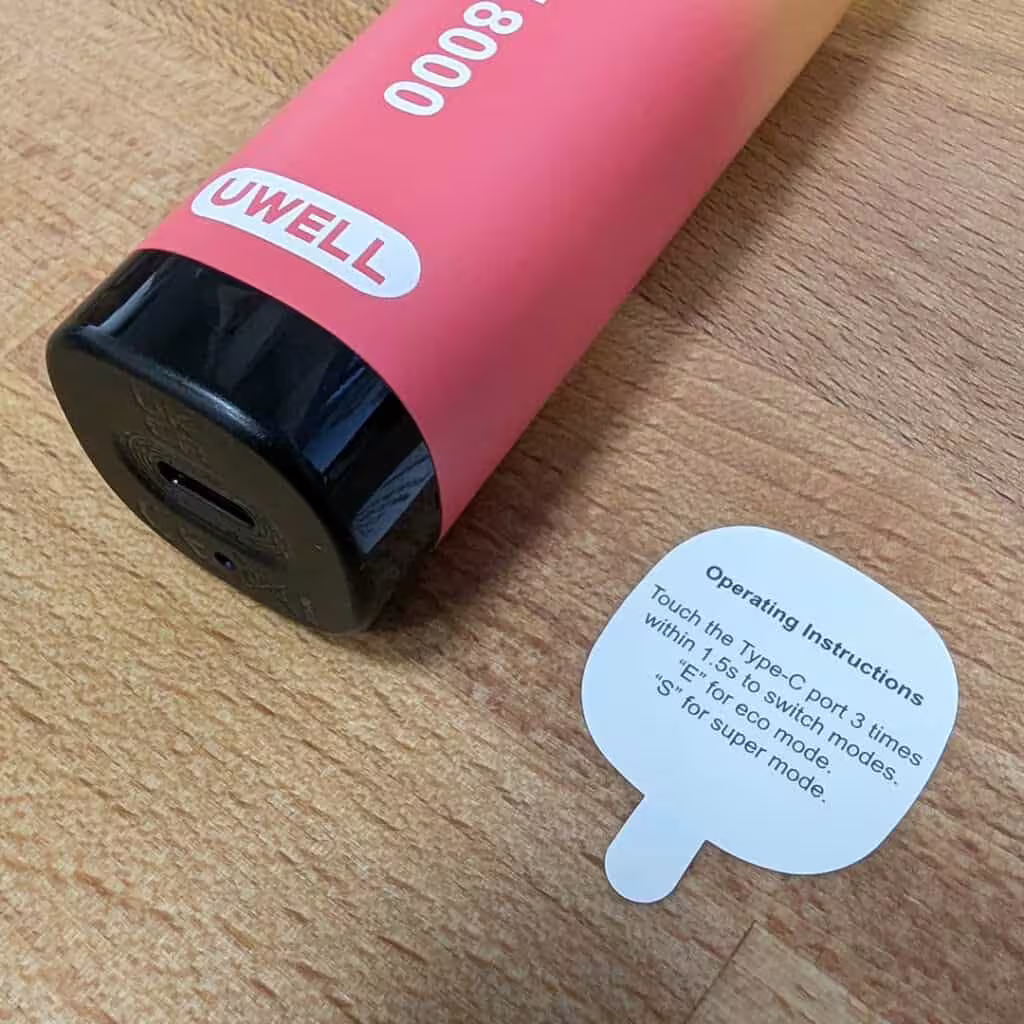 8000
UWELL
Operating Instructions
Touch the Type-C port 3 times
within 1.5s to switch modes.
“E” for eco mode.
“S” for super mode.